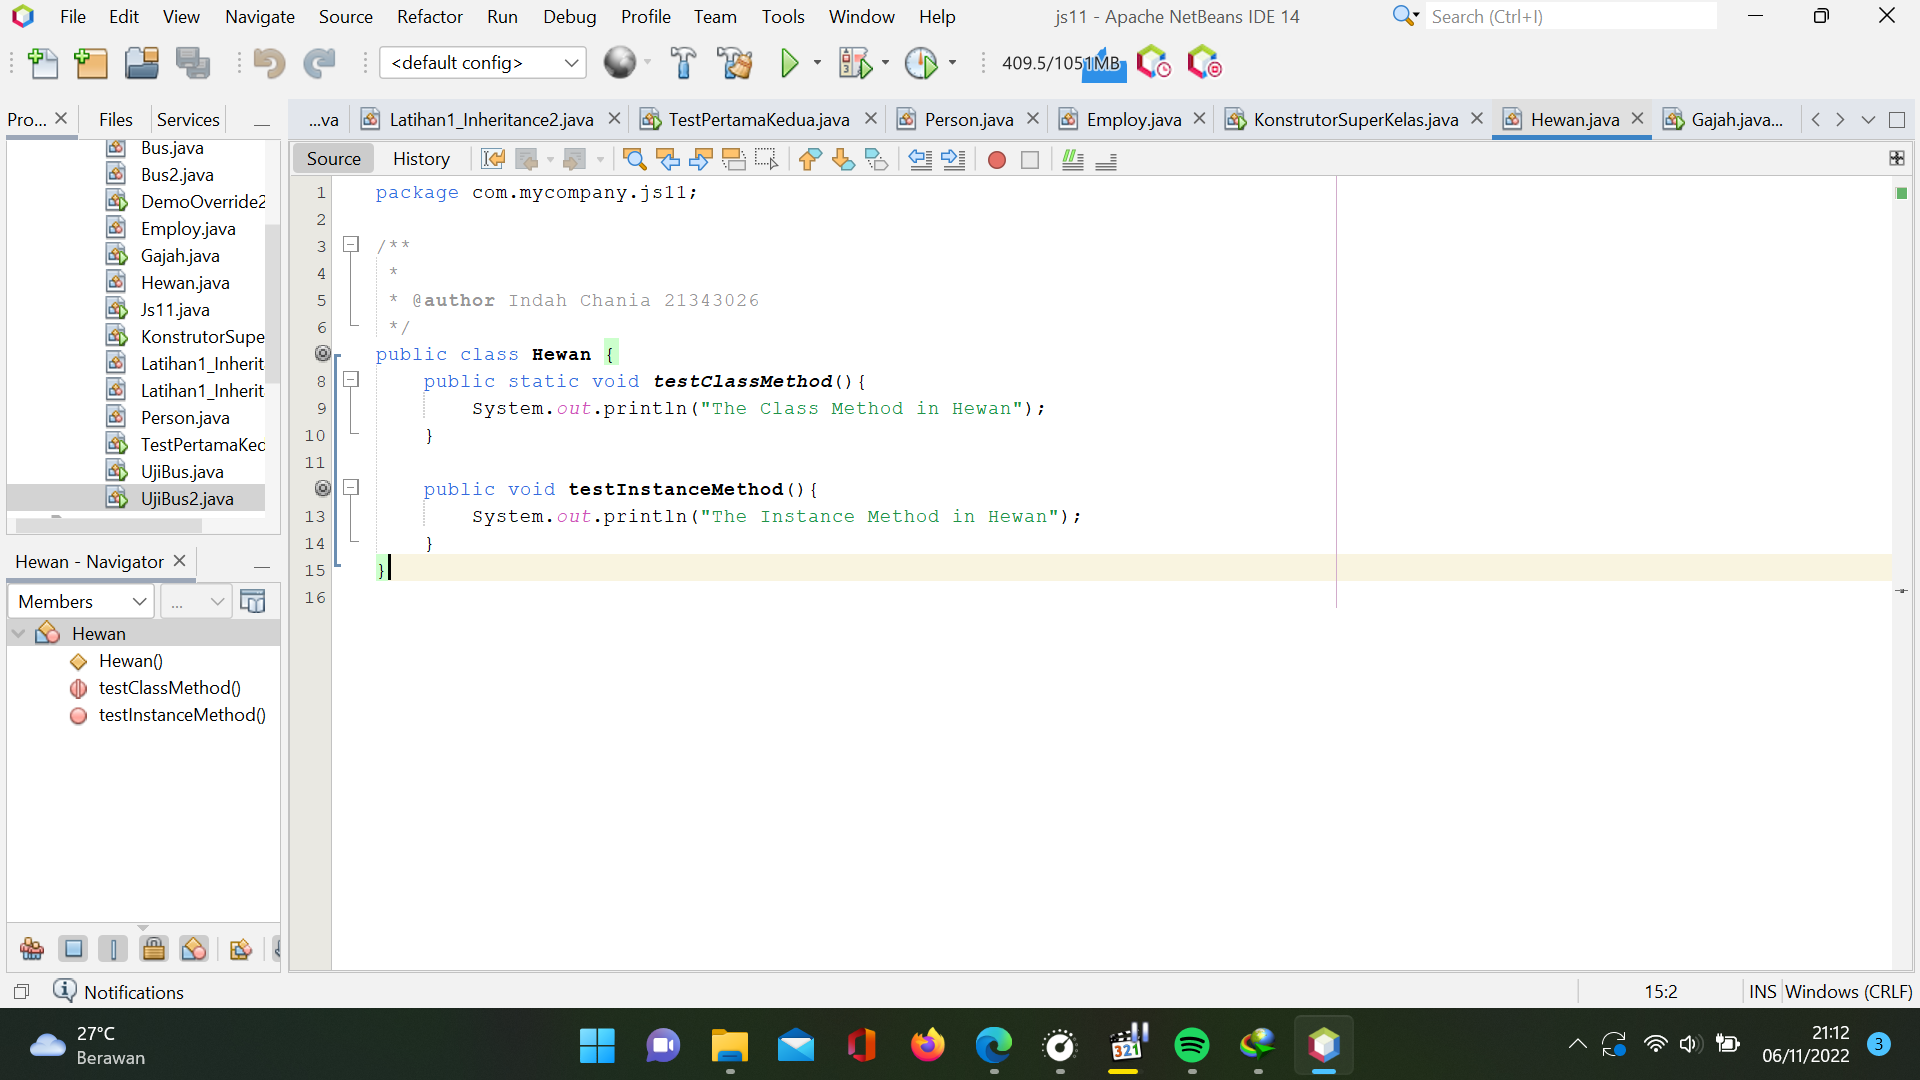 File Edit View Navigate Source Refactor Run Debug Profile Team Tools Window Help js11 - Apache NetBeans IDE 14 Search (Ctrl+I)
<default config> 409.5/1051MB
Pro... Files Services ...va Latihan1_Inheritance2.java TestPertamaKedua.java Person.java Employ.java KonstrutorSuperKelas.java Hewan.java Gajah.java...
Source History
Bus.java
Bus2.java
DemoOverride2
Employ.java
Gajah.java
Hewan.java
Js11.java
KonstrutorSupe
Latihan1_Inherit
Latihan1_Inherit
Person.java
TestPertamaKed
UjiBus.java
UjiBus2.java
Hewan - Navigator
Members ...
Hewan
Hewan()
testClassMethod()
testInstanceMethod()
1 package com.mycompany.js11;
2
3 /**
4 *
5 * @author Indah Chania 21343026
6 */
public class Hewan {
8 public static void testClassMethod(){
9 System.out.println("The Class Method in Hewan");
10 }
11
public void testInstanceMethod(){
13 System.out.println("The Instance Method in Hewan");
14 }
15 }
16
Notifications 15:2 INS Windows (CRLF)
27°C
Berawan
321
21:12
06/11/2022
3